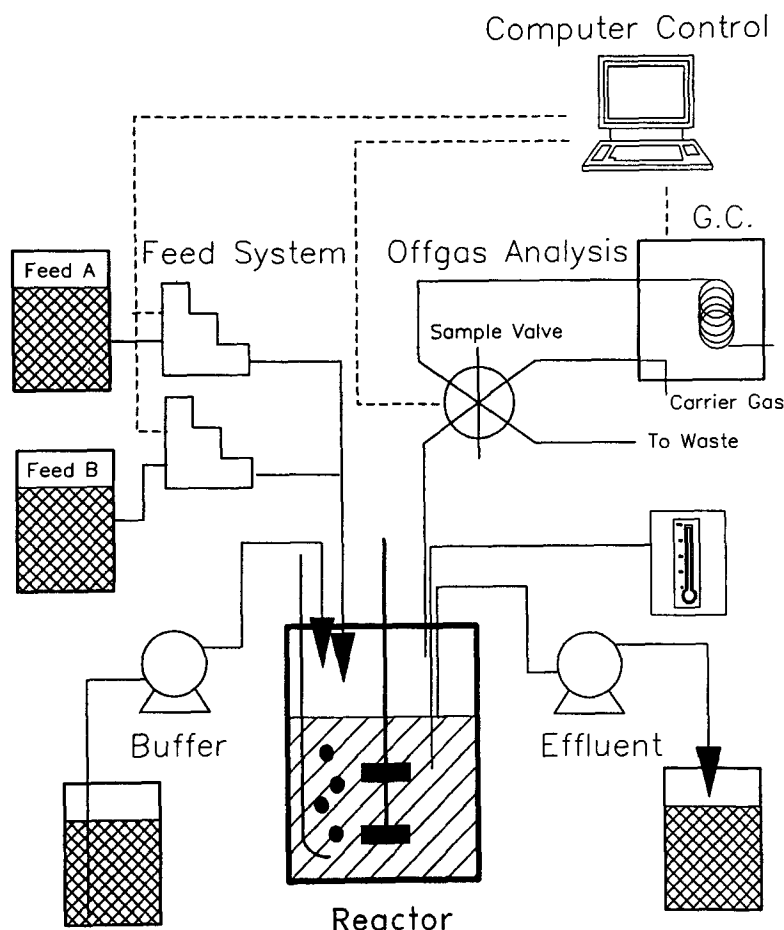 Computer Control
G.C.
Feed System
Offgas Analysis
Feed A
Sample Valve
Carrier Gas
To Waste
Feed B
Buffer
Effluent
Reactor